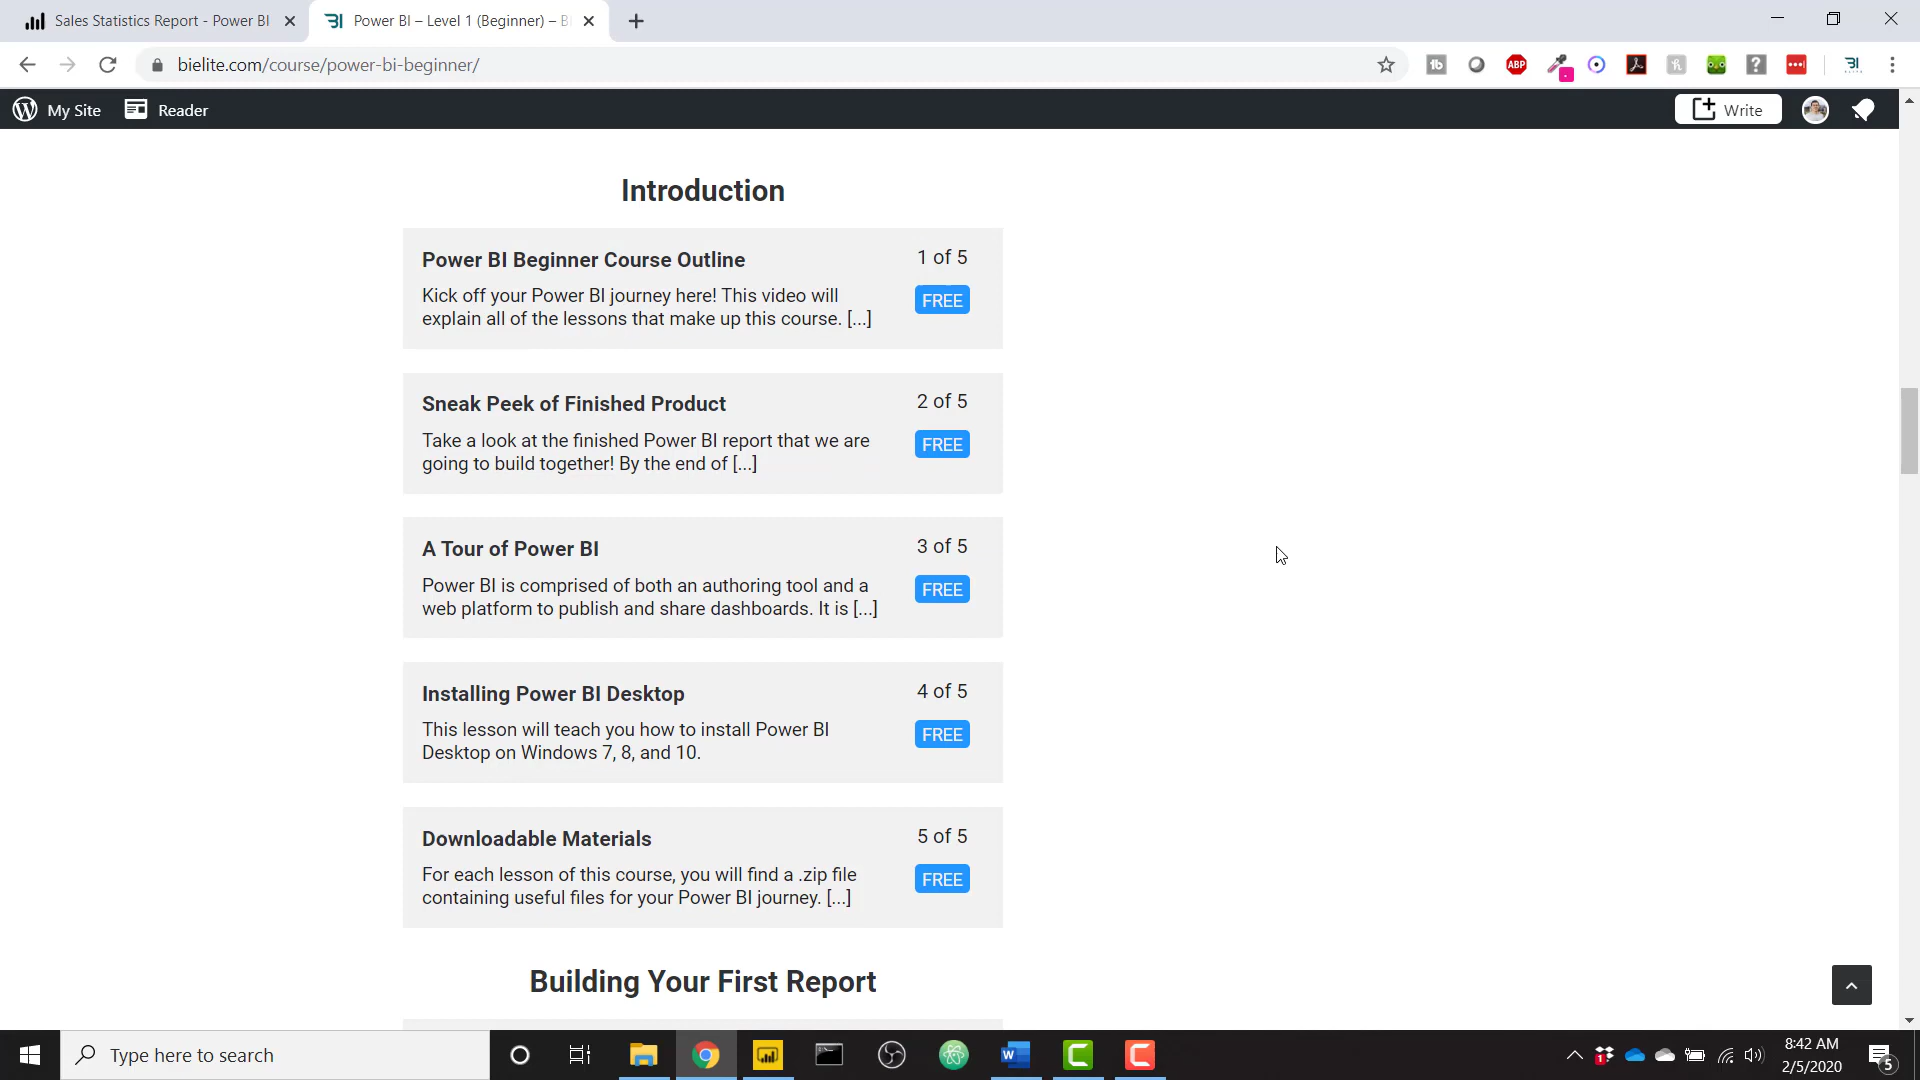 Sales Statistics Report - Power BI
Power BI – Level 1 (Beginner) – B
bielite.com/course/power-bi-beginner/
My Site
Reader
Write
Introduction
Power BI Beginner Course Outline
1 of 5
Kick off your Power BI journey here! This video will
explain all of the lessons that make up this course. [...]
FREE
Sneak Peek of Finished Product
2 of 5
Take a look at the finished Power BI report that we are
going to build together! By the end of [...]
FREE
A Tour of Power BI
3 of 5
Power BI is comprised of both an authoring tool and a
web platform to publish and share dashboards. It is [...]
FREE
Installing Power BI Desktop
4 of 5
This lesson will teach you how to install Power BI
Desktop on Windows 7, 8, and 10.
FREE
Downloadable Materials
5 of 5
For each lesson of this course, you will find a .zip file
containing useful files for your Power BI journey. [...]
FREE
Building Your First Report
Type here to search
8:42 AM
2/5/2020
5